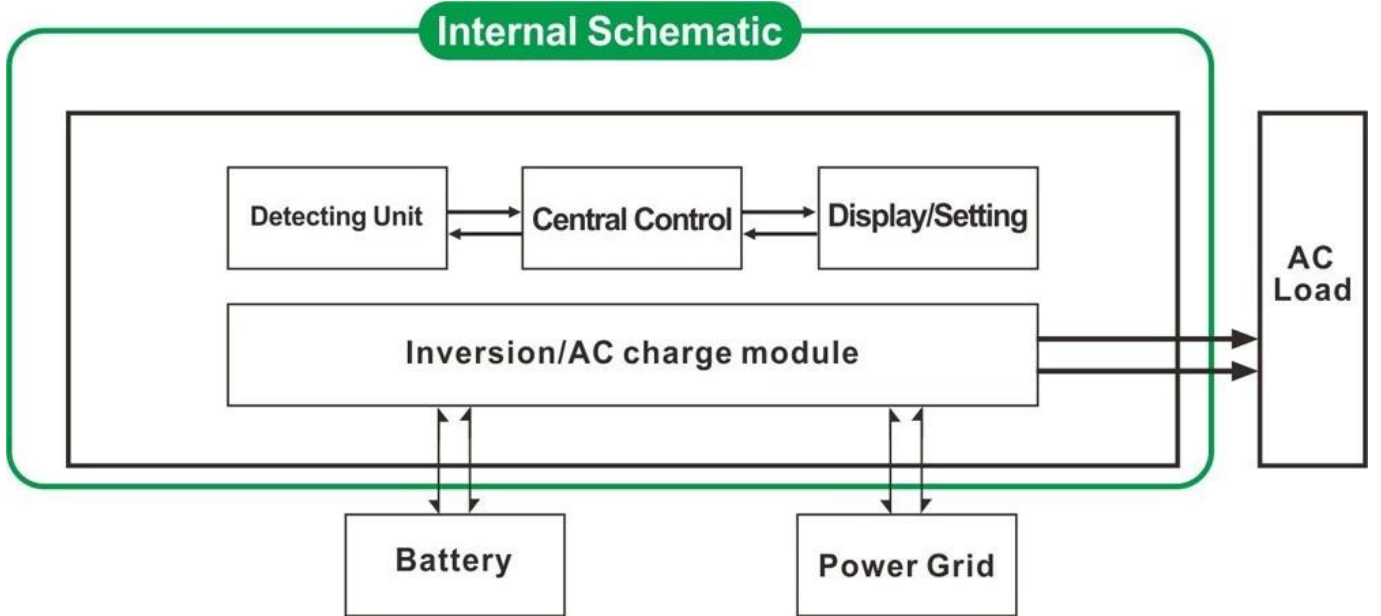 Internal Schematic
Detecting Unit
Central Control
Display/Setting
AC
Load
Inversion/AC charge module
Battery
Power Grid